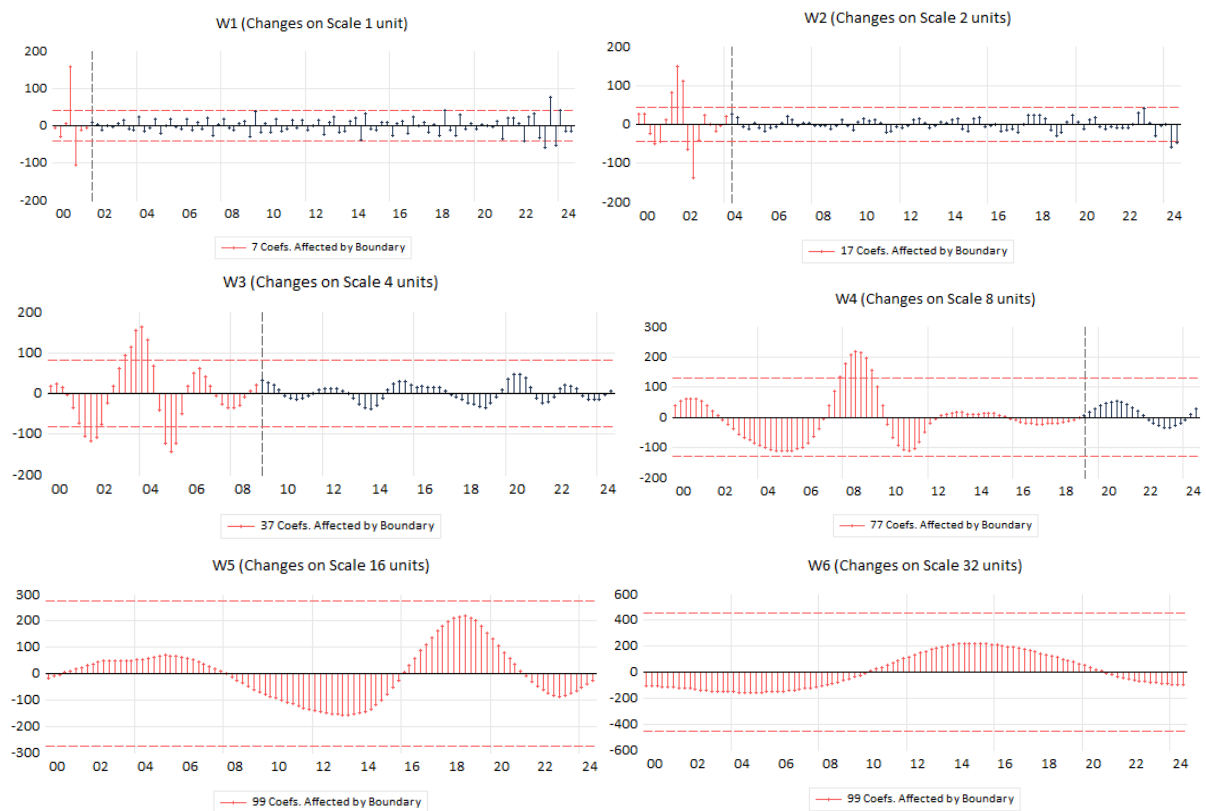 W1 (Changes on Scale 1 unit)
200
100
0
-100
-200
00 02 04 06 08 10 12 14 16 18 20 22 24
7 Coefs. Affected by Boundary
W2 (Changes on Scale 2 units)
200
100
0
-100
-200
00 02 04 06 08 10 12 14 16 18 20 22 24
17 Coefs. Affected by Boundary
W3 (Changes on Scale 4 units)
200
100
0
-100
-200
00 02 04 06 08 10 12 14 16 18 20 22 24
37 Coefs. Affected by Boundary
W4 (Changes on Scale 8 units)
300
200
100
0
-100
-200
00 02 04 06 08 10 12 14 16 18 20 22 24
77 Coefs. Affected by Boundary
W5 (Changes on Scale 16 units)
300
200
100
0
-100
-200
-300
00 02 04 06 08 10 12 14 16 18 20 22 24
99 Coefs. Affected by Boundary
W6 (Changes on Scale 32 units)
600
400
200
0
-200
-400
-600
00 02 04 06 08 10 12 14 16 18 20 22 24
99 Coefs. Affected by Boundary